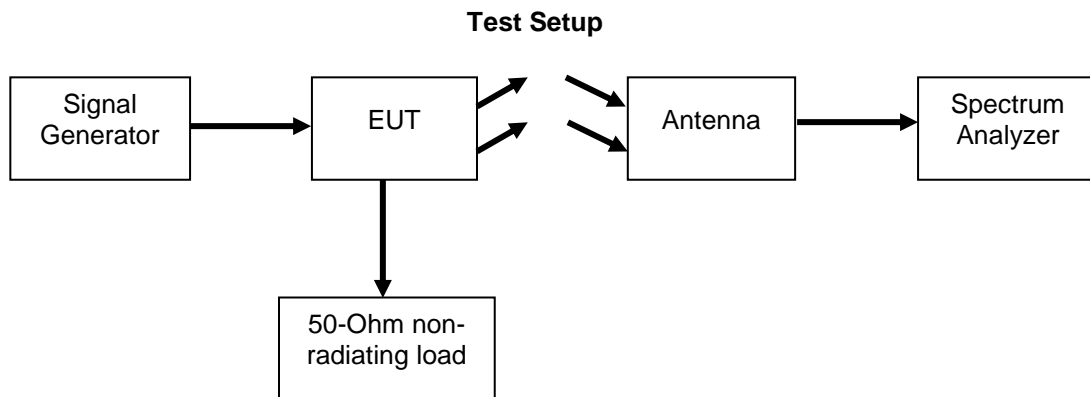 Test Setup
Signal
Generator
EUT
Antenna
Spectrum
Analyzer
50-Ohm non-
radiating load